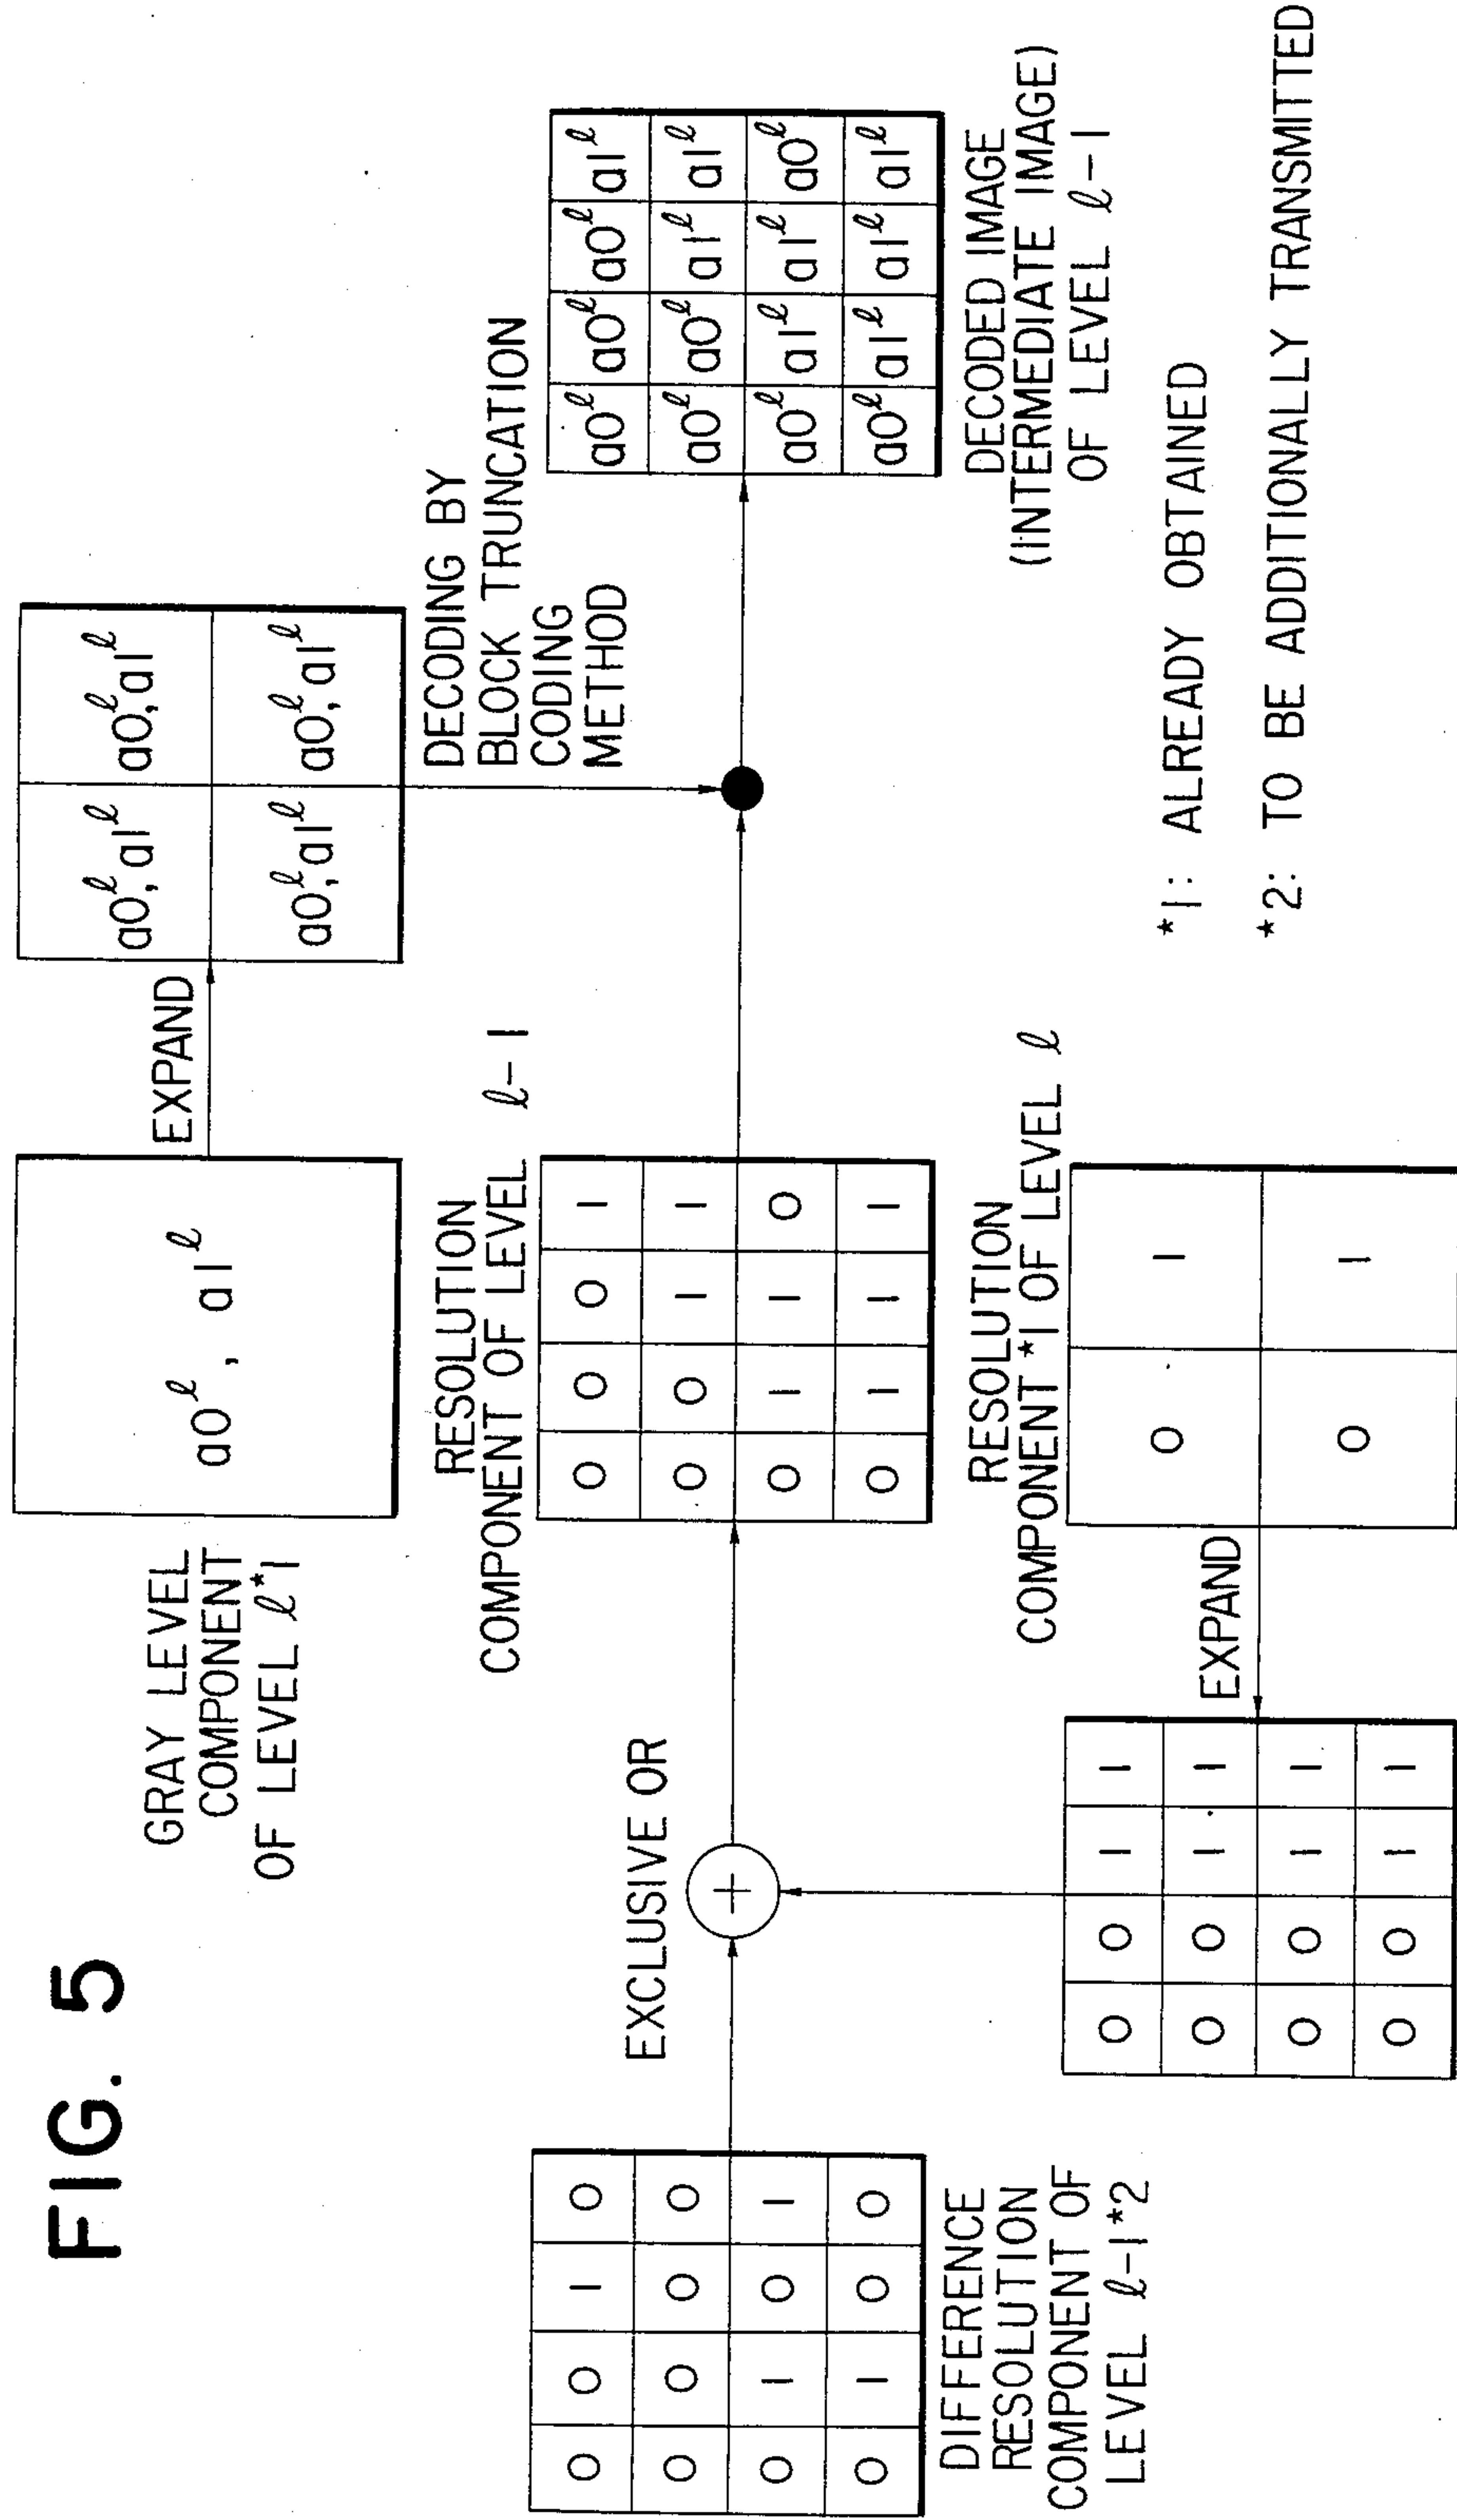 FIG. 5
GRAY LEVEL
COMPONENT
OF LEVEL ℓ*1
a0ℓ , a1ℓ
EXPAND
a0,ℓ a1ℓ a0,ℓ a1ℓ
a0,ℓ a1ℓ a0,ℓ a1ℓ
DECODING BY
BLOCK TRUNCATION
CODING
METHOD
0 0 1 0
0 0 0 0
0 1 0 1
0 1 0 0
DIFFERENCE
RESOLUTION
COMPONENT OF
LEVEL ℓ-1*2
EXCLUSIVE OR
+
RESOLUTION
COMPONENT OF LEVEL ℓ-1
0 0 0 1
0 0 1 1
0 1 1 0
0 1 1 1
a0ℓ a0ℓ a0ℓ a1ℓ
a0ℓ a0ℓ a1ℓ a1ℓ
a0ℓ a1ℓ a1ℓ a0ℓ
a0ℓ a1ℓ a1ℓ a1ℓ
DECODED IMAGE
(INTERMEDIATE IMAGE)
OF LEVEL ℓ-1
0 0 1 1
0 0 1 1
0 0 1 1
0 0 1 1
EXPAND
RESOLUTION
COMPONENT *1 OF LEVEL ℓ
0 1
0 1
*1: ALREADY OBTAINED
*2: TO BE ADDITIONALLY TRANSMITTED